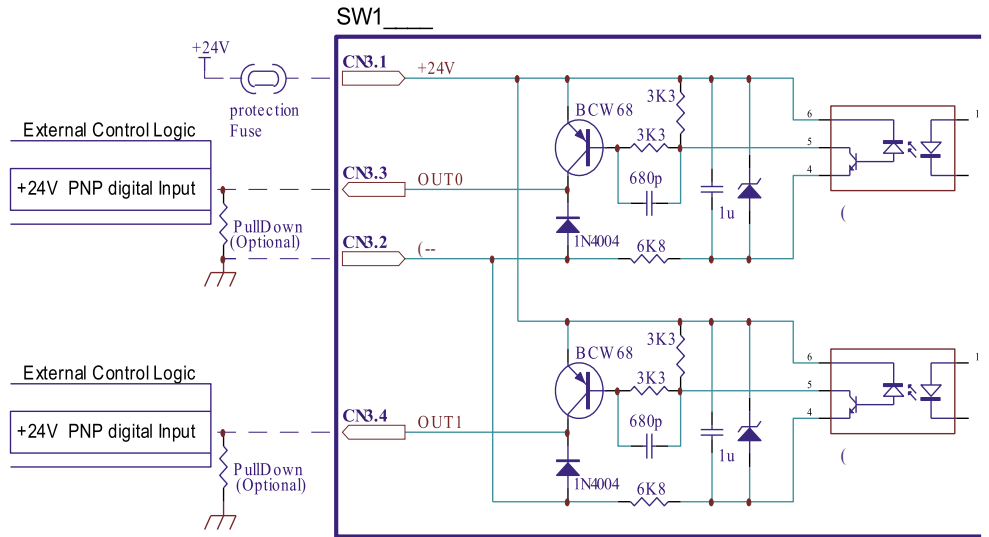 SW1____
+24V
protection
Fuse
CN3.1
+24V
3K3
BCW68
3K3
680p
1u
6
5
4
1
(
External Control Logic
+24V PNP digital Input
CN3.3
OUT0
PullDown
(Optional)
1N4004
CN3.2
(--
6K8
3K3
BCW68
3K3
680p
1u
6
5
4
1
(
External Control Logic
+24V PNP digital Input
CN3.4
OUT1
PullDown
(Optional)
1N4004
6K8